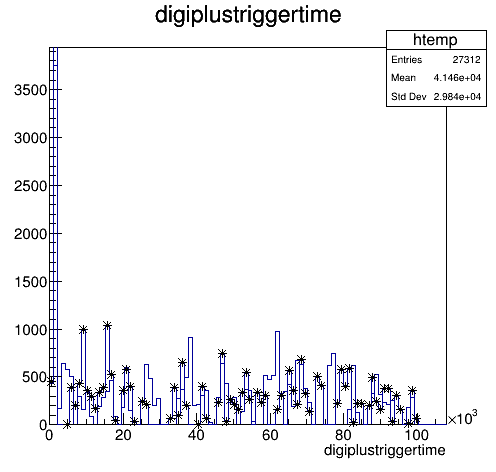 digiplustriggertime
htemp
Entries 27312
Mean 4.146e+04
Std Dev 2.984e+04
3500
3000
2500
2000
1500
1000
500
0
0 20 40 60 80 100 ×10³
digiplustriggertime